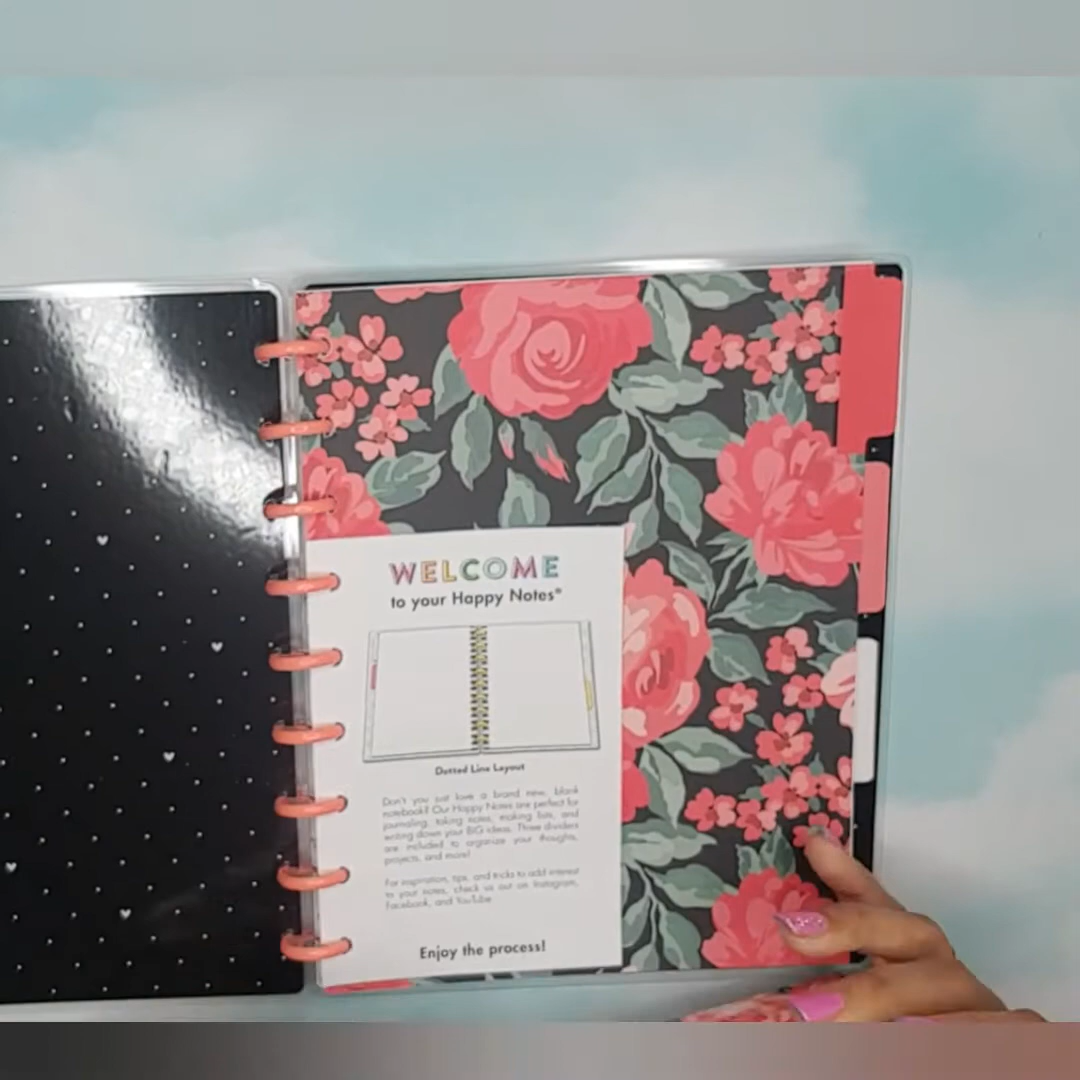 WELCOME
to your Happy Notes®
Dotted Line Layout
Don't you just love a brand new, blank
notebook? Our Happy Notes are perfect for
journaling, taking notes, making lists, and
writing down your BIG ideas. Three dividers
are included to organize your thoughts,
projects, and more!
For inspiration, tips, and tricks to add interest
to your notes, check us out on Instagram,
Facebook, and YouTube
Enjoy the process!